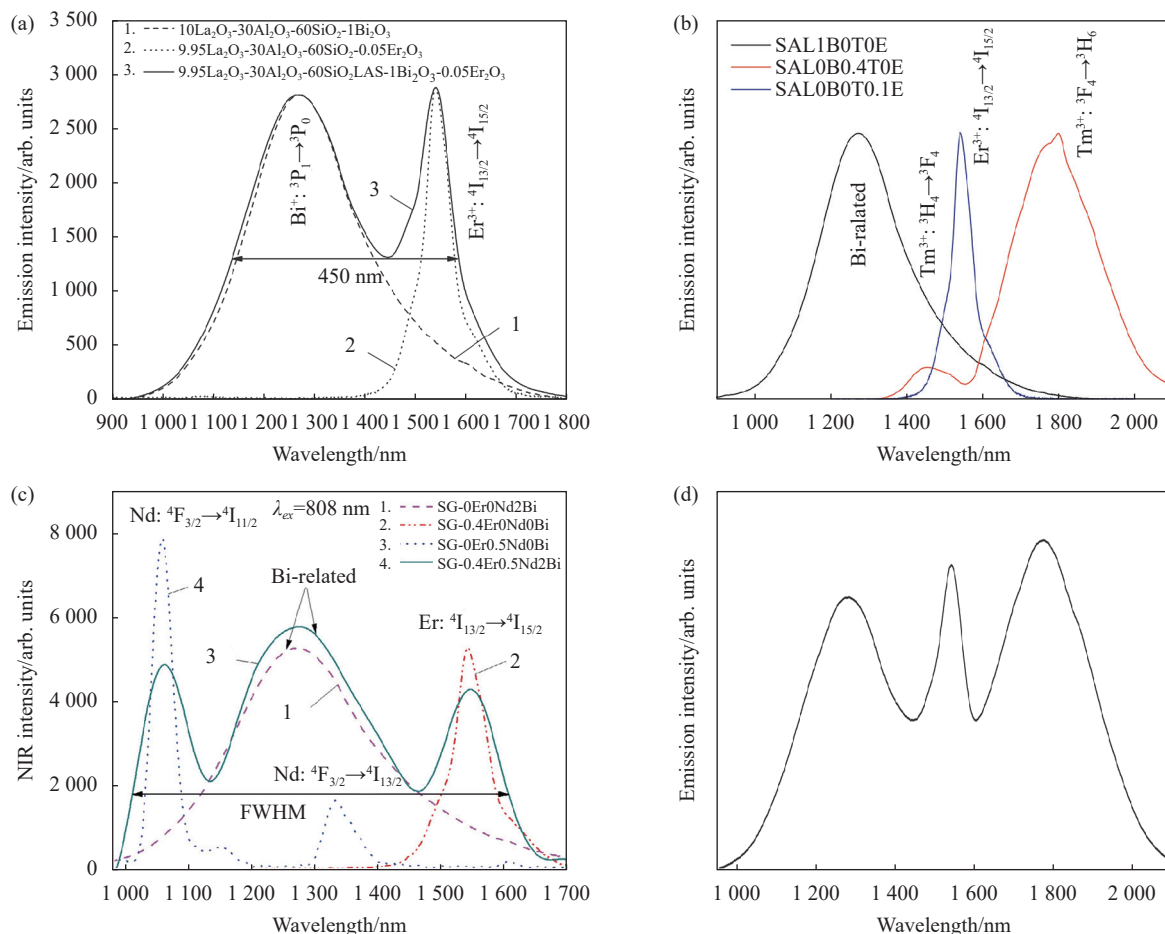 (a)
3 500
3 000
2 500
2 000
1 500
1 000
500
0
Emission intensity/arb. units
1. 10La₂O₃-30Al₂O₃-60SiO₂-1Bi₂O₃
2. 9.95La₂O₃-30Al₂O₃-60SiO₂-0.05Er₂O₃
3. 9.95La₂O₃-30Al₂O₃-60SiO₂LAS-1Bi₂O₃-0.05Er₂O₃
Bi⁺: ³P₁→³P₀
Er³⁺: ⁴I₁₃/₂→⁴I₁₅/₂
3
450 nm
2
1
900 1 000 1 100 1 200 1 300 1 400 1 500 1 600 1 700 1 800
Wavelength/nm
(b)
Emission intensity/arb. units
SAL1B0T0E
SAL0B0.4T0E
SAL0B0T0.1E
Bi-ralated
Tm³⁺: ³H₄→³F₄
Er³⁺: ⁴I₁₃/₂→⁴I₁₅/₂
Tm³⁺: ³F₄→³H₆
1 000 1 200 1 400 1 600 1 800 2 000
Wavelength/nm
(c)
8 000
6 000
4 000
2 000
0
NIR intensity/arb. units
Nd: ⁴F₃/₂→⁴I₁₁/₂
λex=808 nm
1. SG-0Er0Nd2Bi
2. SG-0.4Er0Nd0Bi
3. SG-0Er0.5Nd0Bi
4. SG-0.4Er0.5Nd2Bi
4
Bi-related
Er: ⁴I₁₃/₂→⁴I₁₅/₂
3
2
1
Nd: ⁴F₃/₂→⁴I₁₃/₂
FWHM
1 000 1 100 1 200 1 300 1 400 1 500 1 600 1 700
Wavelength/nm
(d)
Emission intensity/arb. units
1 000 1 200 1 400 1 600 1 800 2 000
Wavelength/nm